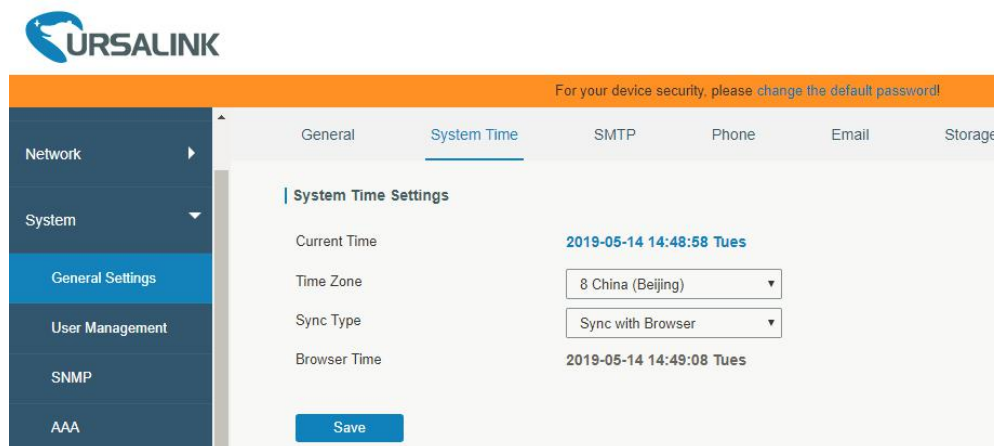 URSALINK
For your device security, please change the default password!
Network
System
General Settings
User Management
SNMP
AAA
General System Time SMTP Phone Email Storage
System Time Settings
Current Time 2019-05-14 14:48:58 Tues
Time Zone 8 China (Beijing)
Sync Type Sync with Browser
Browser Time 2019-05-14 14:49:08 Tues
Save